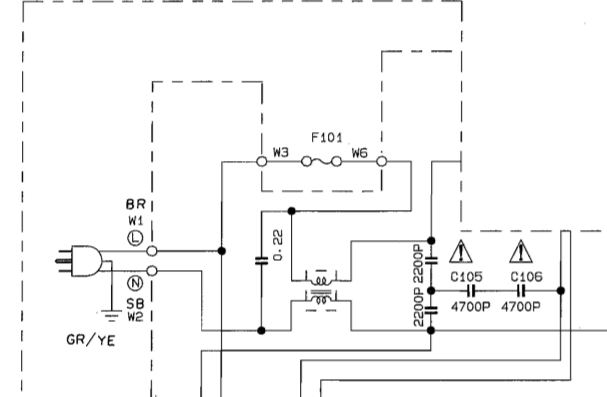 F101
W3
W6
BR
W1
L
0.22
2200P
C105
C106
N
2200P
4700P
4700P
SB
W2
GR/YE